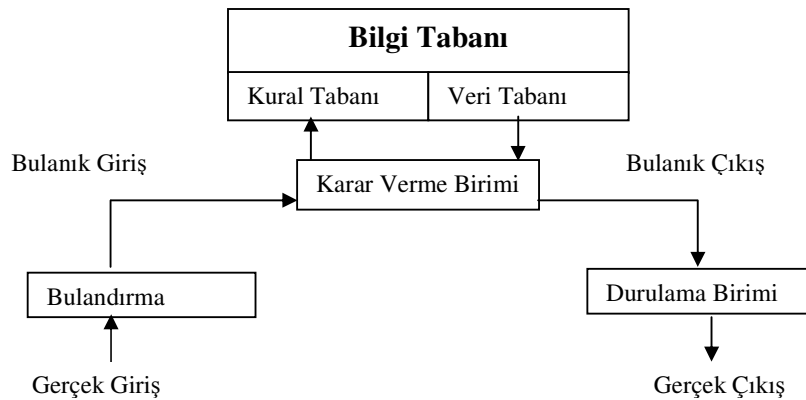 Bilgi Tabanı
Kural Tabanı
Veri Tabanı
Bulanık Giriş
Karar Verme Birimi
Bulanık Çıkış
Bulandırma
Durulama Birimi
Gerçek Giriş
Gerçek Çıkış